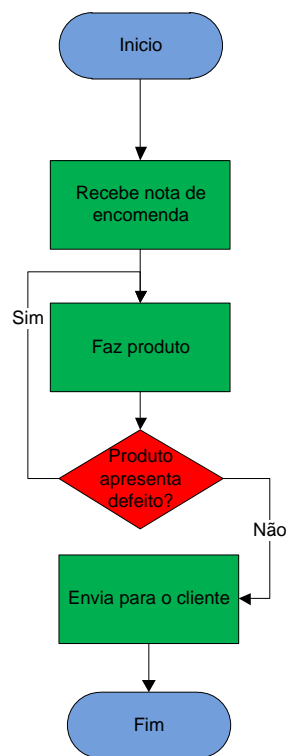 Inicio
Recebe nota de
encomenda
Sim
Faz produto
Produto
apresenta
defeito?
Não
Envia para o cliente
Fim